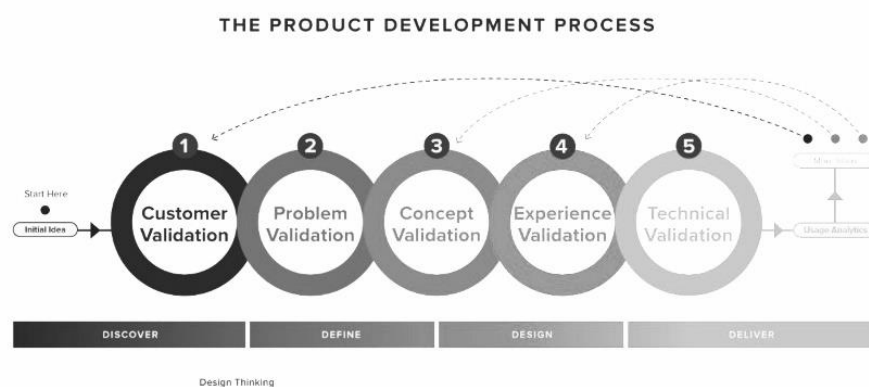 THE PRODUCT DEVELOPMENT PROCESS
1
2
3
4
5
Start Here
Initial Idea
Customer
Validation
Problem
Validation
Concept
Validation
Experience
Validation
Technical
Validation
Usage Analytics
DISCOVER
DEFINE
DESIGN
DELIVER
Design Thinking